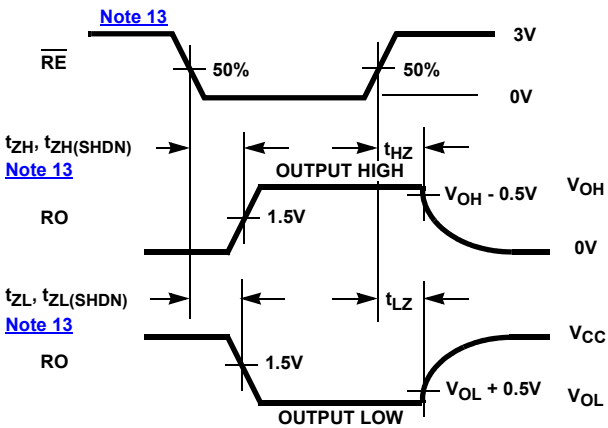 Note 13
3V
RE
50%
50%
0V
tZH, tZH(SHDN)
Note 13
tHZ
OUTPUT HIGH
VOH - 0.5V
VOH
RO
1.5V
0V
tZL, tZL(SHDN)
Note 13
tLZ
VCC
RO
1.5V
VOL + 0.5V
VOL
OUTPUT LOW